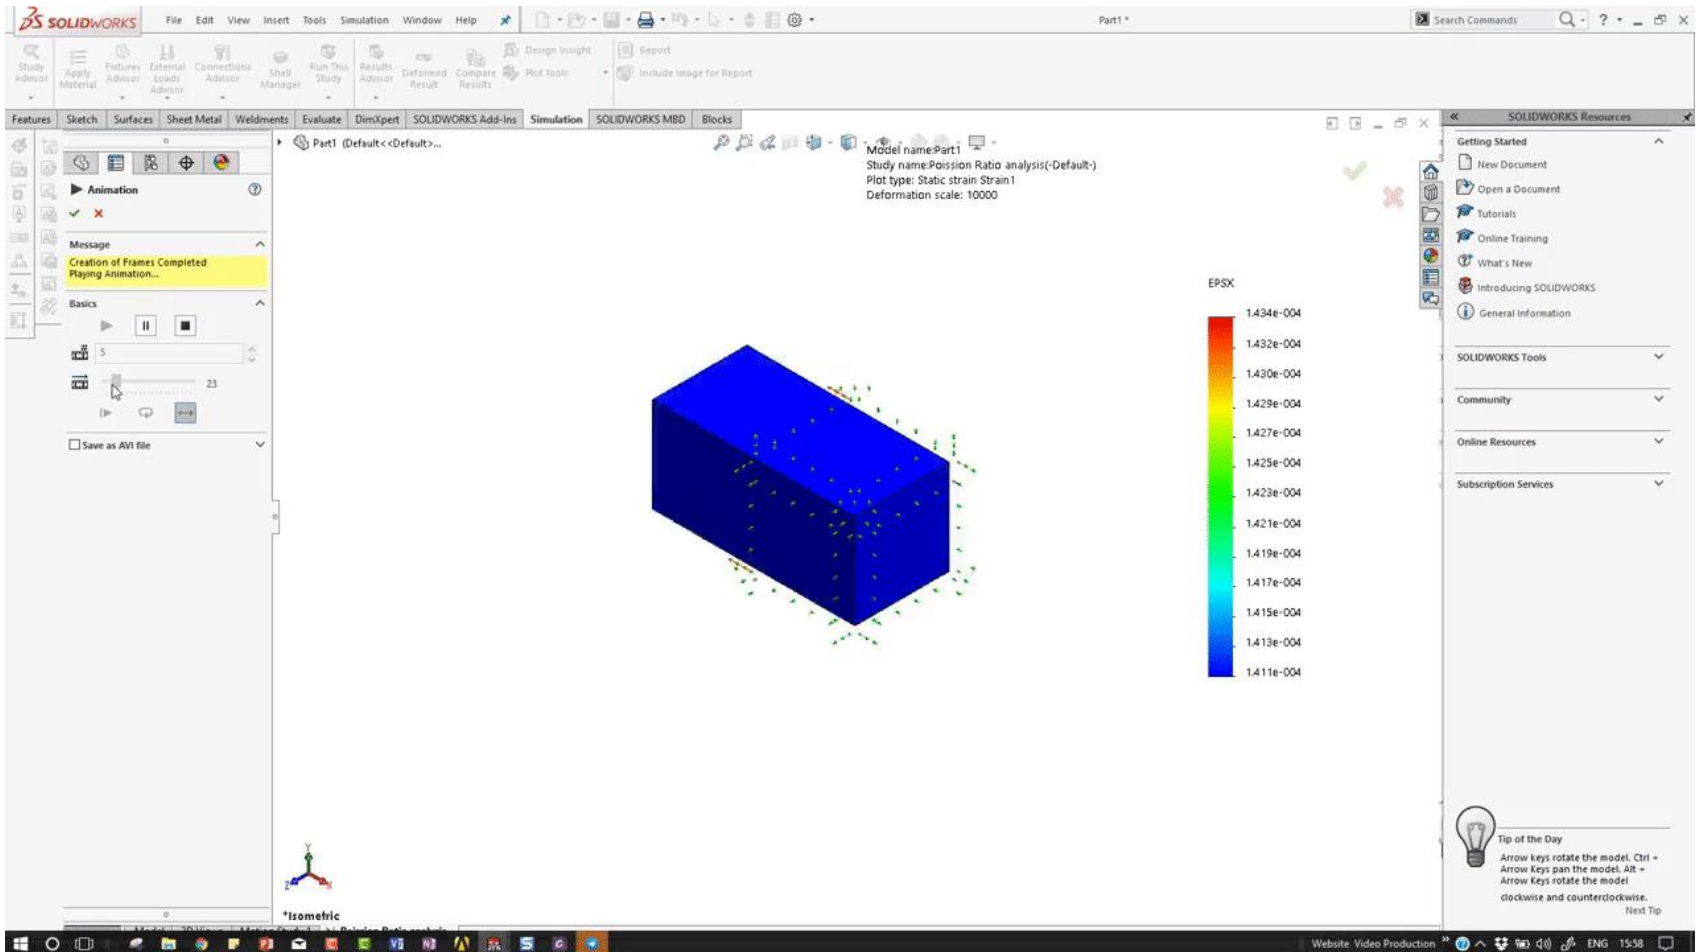 SOLIDWORKS File Edit View Insert Tools Simulation Window Help Part1 * Search Commands ?
Study Advisor
Apply Material
Fixtures Advisor
External Loads Advisor
Connections Advisor
Shell Manager
Run This Study
Results Advisor
Deformed Result
Compare Results
Design Insight
Plot Tools
Report
Include Image for Report
Features Sketch Surfaces Sheet Metal Weldments Evaluate DimXpert SOLIDWORKS Add-Ins Simulation SOLIDWORKS MBD Blocks
Part1 (Default<<Default>...
Animation
Message
Creation of Frames Completed
Playing Animation...
Basics
5
23
Save as AVI file
Model name:Part1
Study name:Poission Ratio analysis(-Default-)
Plot type: Static strain Strain1
Deformation scale: 10000
EPSX
1.434e-004
1.432e-004
1.430e-004
1.429e-004
1.427e-004
1.425e-004
1.423e-004
1.421e-004
1.419e-004
1.417e-004
1.415e-004
1.413e-004
1.411e-004
Y
Z
X
*Isometric
SOLIDWORKS Resources
Getting Started
New Document
Open a Document
Tutorials
Online Training
What's New
Introducing SOLIDWORKS
General Information
SOLIDWORKS Tools
Community
Online Resources
Subscription Services
Tip of the Day
Arrow keys rotate the model. Ctrl +
Arrow Keys pan the model. Alt +
Arrow Keys rotate the model
clockwise and counterclockwise.
Next Tip
Website Video Production ENG 15:58